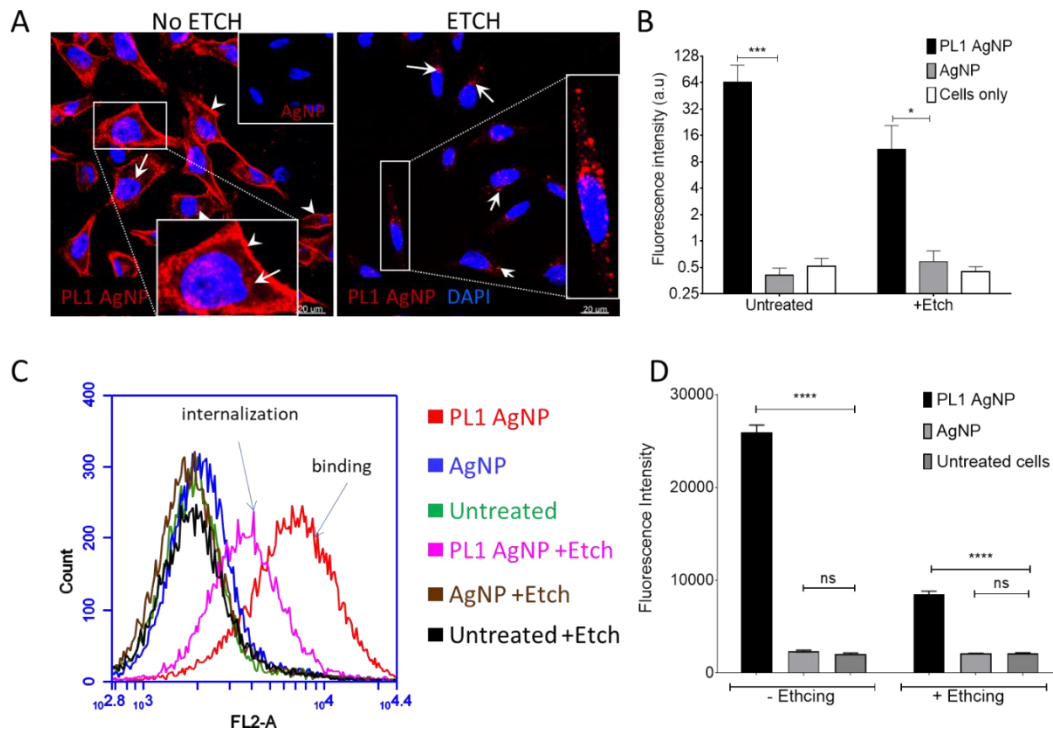 A
No ETCH
ETCH
AgNP
PL1 AgNP
20 um
PL1 AgNP DAPI
20 um
B
Fluorescence intensity (a.u)
128
64
32
16
8
4
2
1
0.5
0.25
***
*
PL1 AgNP
AgNP
Cells only
Untreated
+Etch
C
400
300
200
100
0
Count
internalization
binding
10^2.8 10^3 10^4 10^4.4
FL2-A
PL1 AgNP
AgNP
Untreated
PL1 AgNP +Etch
AgNP +Etch
Untreated +Etch
D
Fluorescence Intensity
30000
20000
10000
0
****
ns
****
ns
PL1 AgNP
AgNP
Untreated cells
- Ethcing
+ Ethcing